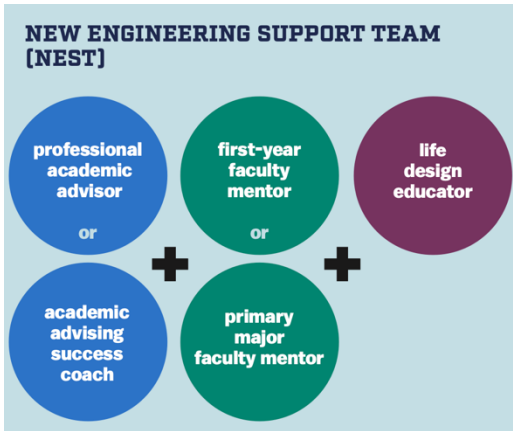 NEW ENGINEERING SUPPORT TEAM
(NEST)
professional
academic
advisor
or
academic
advising
success
coach
+
first-year
faculty
mentor
or
primary
major
faculty mentor
+
life
design
educator